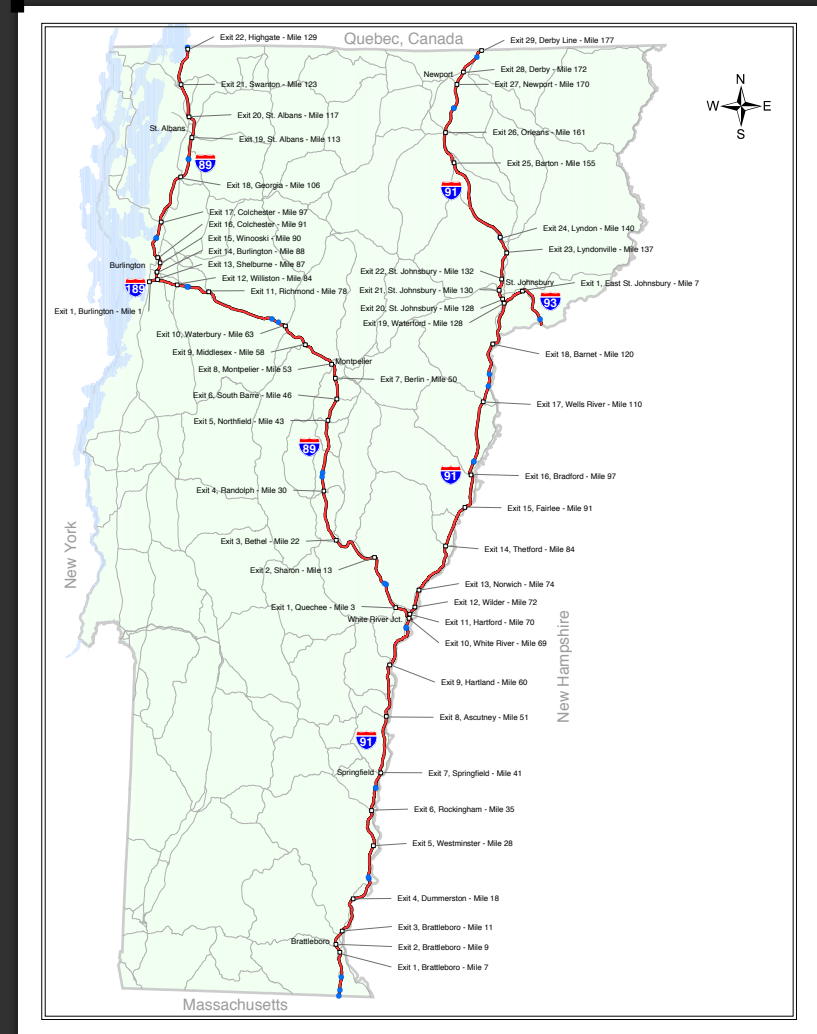 Quebec, Canada
Exit 22, Highgate - Mile 129
Exit 29, Derby Line - Mile 177
Exit 28, Derby - Mile 172
Newport
Exit 27, Newport - Mile 170
Exit 21, Swanton - Mile 123
N
W
E
S
Exit 20, St. Albans - Mile 117
St. Albans
Exit 19, St. Albans - Mile 113
Exit 26, Orleans - Mile 161
89
Exit 25, Barton - Mile 155
Exit 18, Georgia - Mile 106
91
Exit 17, Colchester - Mile 97
Exit 16, Colchester - Mile 91
Exit 15, Winooski - Mile 90
Exit 14, Burlington - Mile 88
Exit 13, Shelburne - Mile 87
Exit 12, Williston - Mile 84
Exit 11, Richmond - Mile 78
Burlington
189
Exit 1, Burlington - Mile 1
Exit 24, Lyndon - Mile 140
Exit 23, Lyndonville - Mile 137
Exit 22, St. Johnsbury - Mile 132
St. Johnsbury
Exit 1, East St. Johnsbury - Mile 7
Exit 21, St. Johnsbury - Mile 130
93
Exit 20, St. Johnsbury - Mile 128
Exit 19, Waterford - Mile 128
Exit 10, Waterbury - Mile 63
Exit 9, Middlesex - Mile 58
Exit 18, Barnet - Mile 120
Montpelier
Exit 8, Montpelier - Mile 53
Exit 7, Berlin - Mile 50
Exit 6, South Barre - Mile 46
Exit 17, Wells River - Mile 110
Exit 5, Northfield - Mile 43
89
91
Exit 16, Bradford - Mile 97
Exit 4, Randolph - Mile 30
Exit 15, Fairlee - Mile 91
Exit 3, Bethel - Mile 22
Exit 14, Thetford - Mile 84
New York
Exit 2, Sharon - Mile 13
Exit 13, Norwich - Mile 74
Exit 12, Wilder - Mile 72
Exit 1, Quechee - Mile 3
White River Jct.
Exit 11, Hartford - Mile 70
Exit 10, White River - Mile 69
New Hampshire
Exit 9, Hartland - Mile 60
Exit 8, Ascutney - Mile 51
91
Springfield
Exit 7, Springfield - Mile 41
Exit 6, Rockingham - Mile 35
Exit 5, Westminster - Mile 28
Exit 4, Dummerston - Mile 18
Exit 3, Brattleboro - Mile 11
Brattleboro
Exit 2, Brattleboro - Mile 9
Exit 1, Brattleboro - Mile 7
Massachusetts